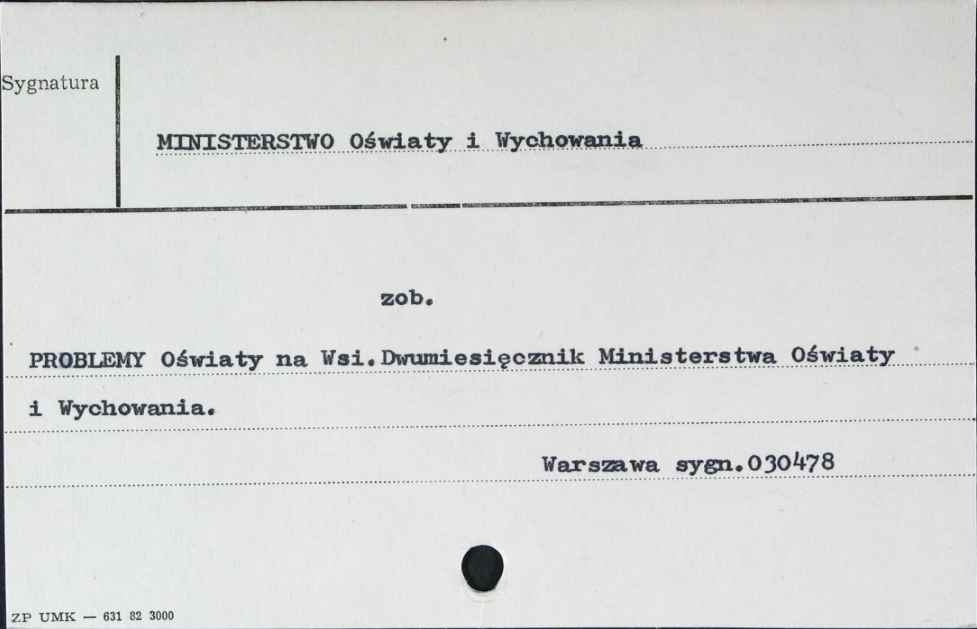 Sygnatura
MINISTERSTWO Oświaty i Wychowania
zob.
PROBLEMY Oświaty na Wsi.Dwumiesięcznik Ministerstwa Oświaty
i Wychowania.
Warszawa sygn.030478
ZP UMK — 631 82 3000